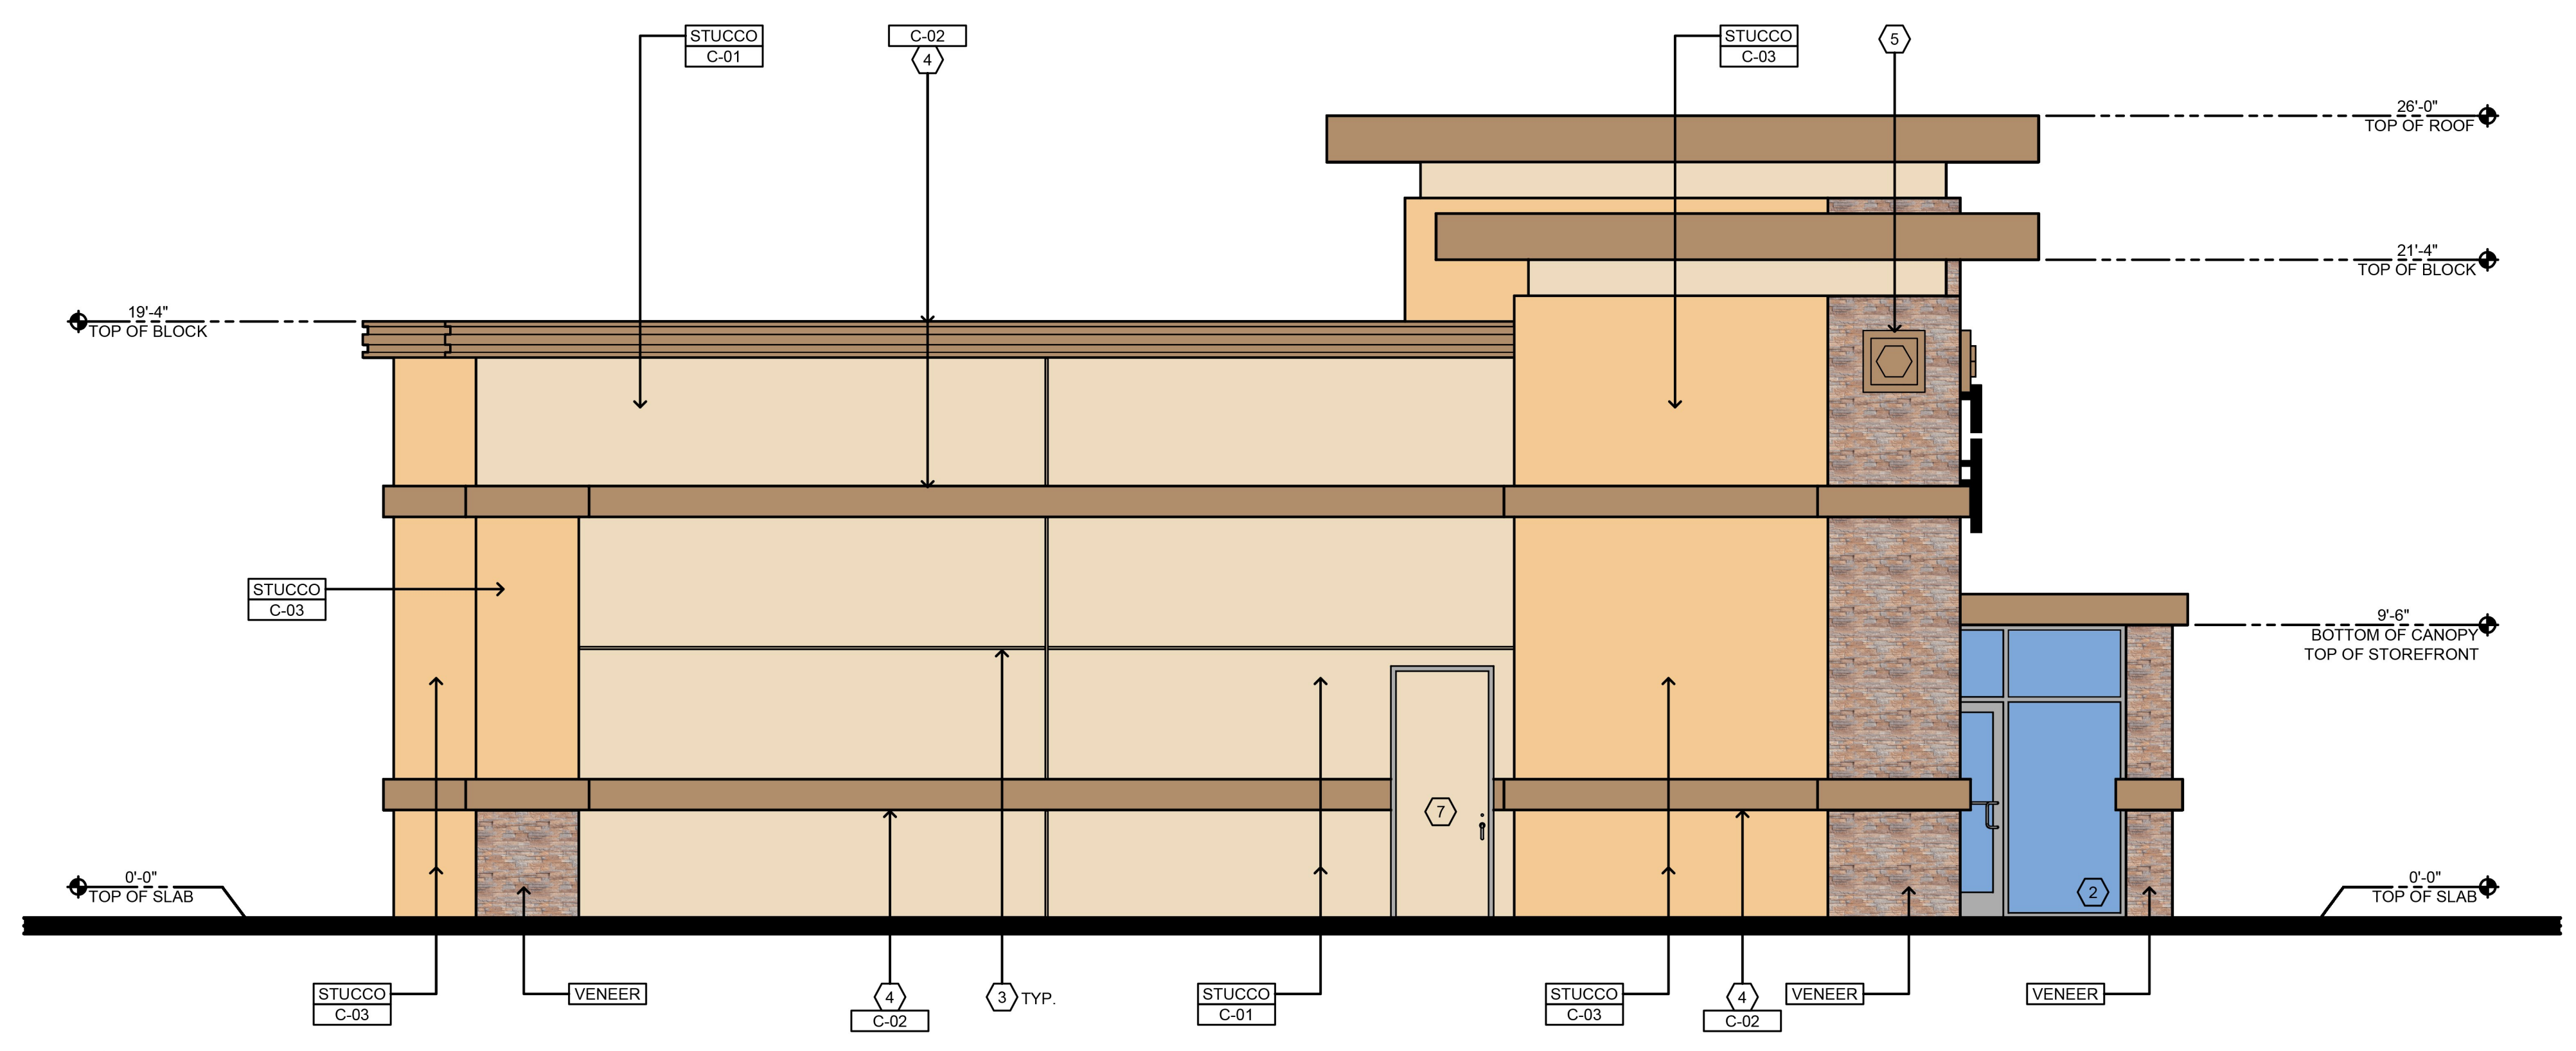 STUCCO
C-01
C-02
4
STUCCO
C-03
5
26'-0"
TOP OF ROOF
21'-4"
TOP OF BLOCK
19'-4"
TOP OF BLOCK
STUCCO
C-03
9'-6"
BOTTOM OF CANOPY
TOP OF STOREFRONT
7
2
0'-0"
TOP OF SLAB
0'-0"
TOP OF SLAB
STUCCO
C-03
VENEER
4
C-02
3 TYP.
STUCCO
C-01
STUCCO
C-03
4
C-02
VENEER
VENEER